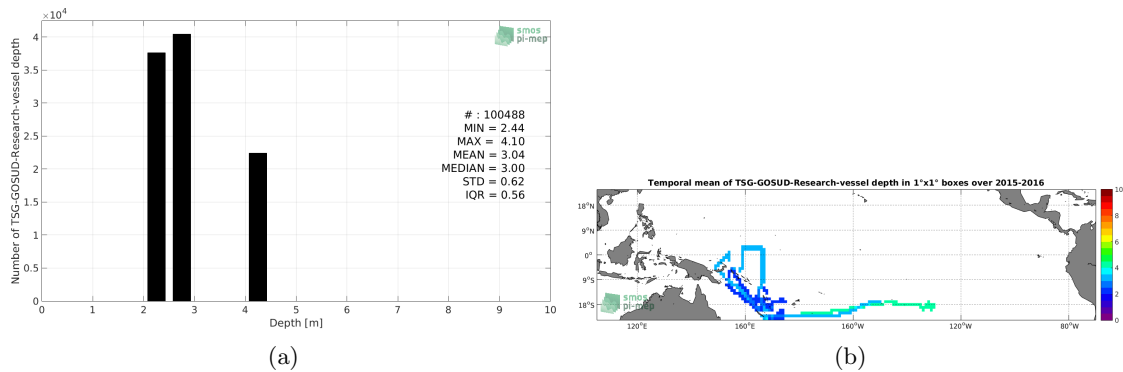 ×10⁴
4
3.5
3
2.5
2
1.5
1
0.5
0
Number of TSG-GOSUD-Research-vessel depth
smos
pi-mep
# : 100488
MIN = 2.44
MAX = 4.10
MEAN = 3.04
MEDIAN = 3.00
STD = 0.62
IQR = 0.56
0 1 2 3 4 5 6 7 8 9 10
Depth [m]
(a)
Temporal mean of TSG-GOSUD-Research-vessel depth in 1°x1° boxes over 2015-2016
18°N
9°N
0°
9°S
18°S
smos
pi-mep
120°E 160°E 160°W 120°W 80°W
10
8
6
4
2
0
(b)